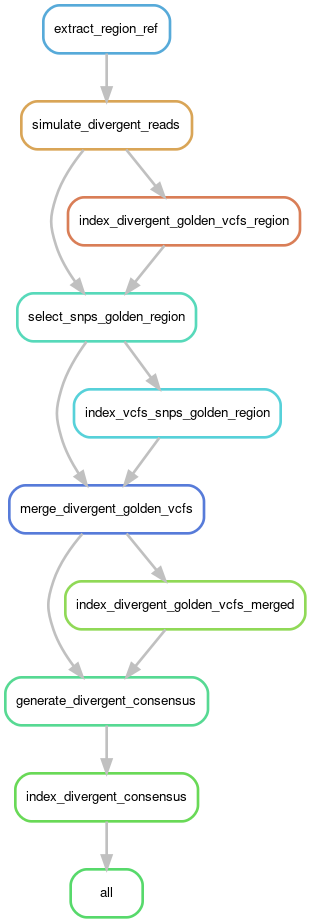 extract_region_ref
simulate_divergent_reads
index_divergent_golden_vcfs_region
select_snps_golden_region
index_vcfs_snps_golden_region
merge_divergent_golden_vcfs
index_divergent_golden_vcfs_merged
generate_divergent_consensus
index_divergent_consensus
all